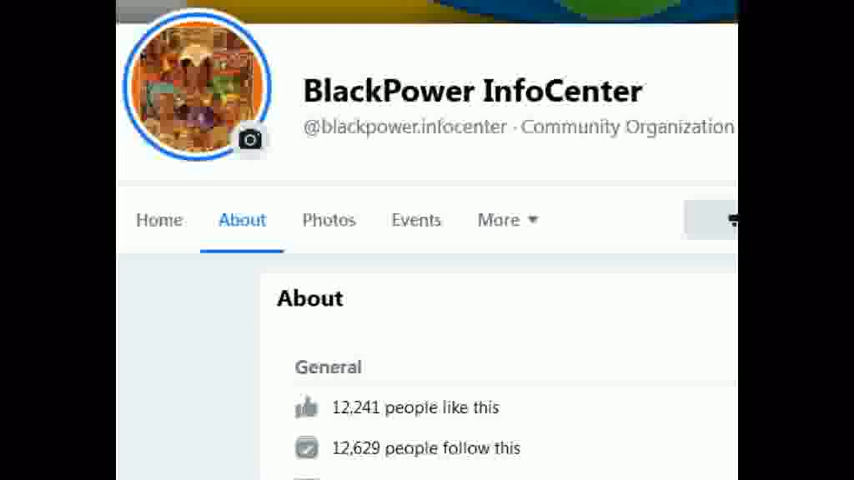 BlackPower InfoCenter
@blackpower.infocenter · Community Organization
Home About Photos Events More
About
General
12,241 people like this
12,629 people follow this